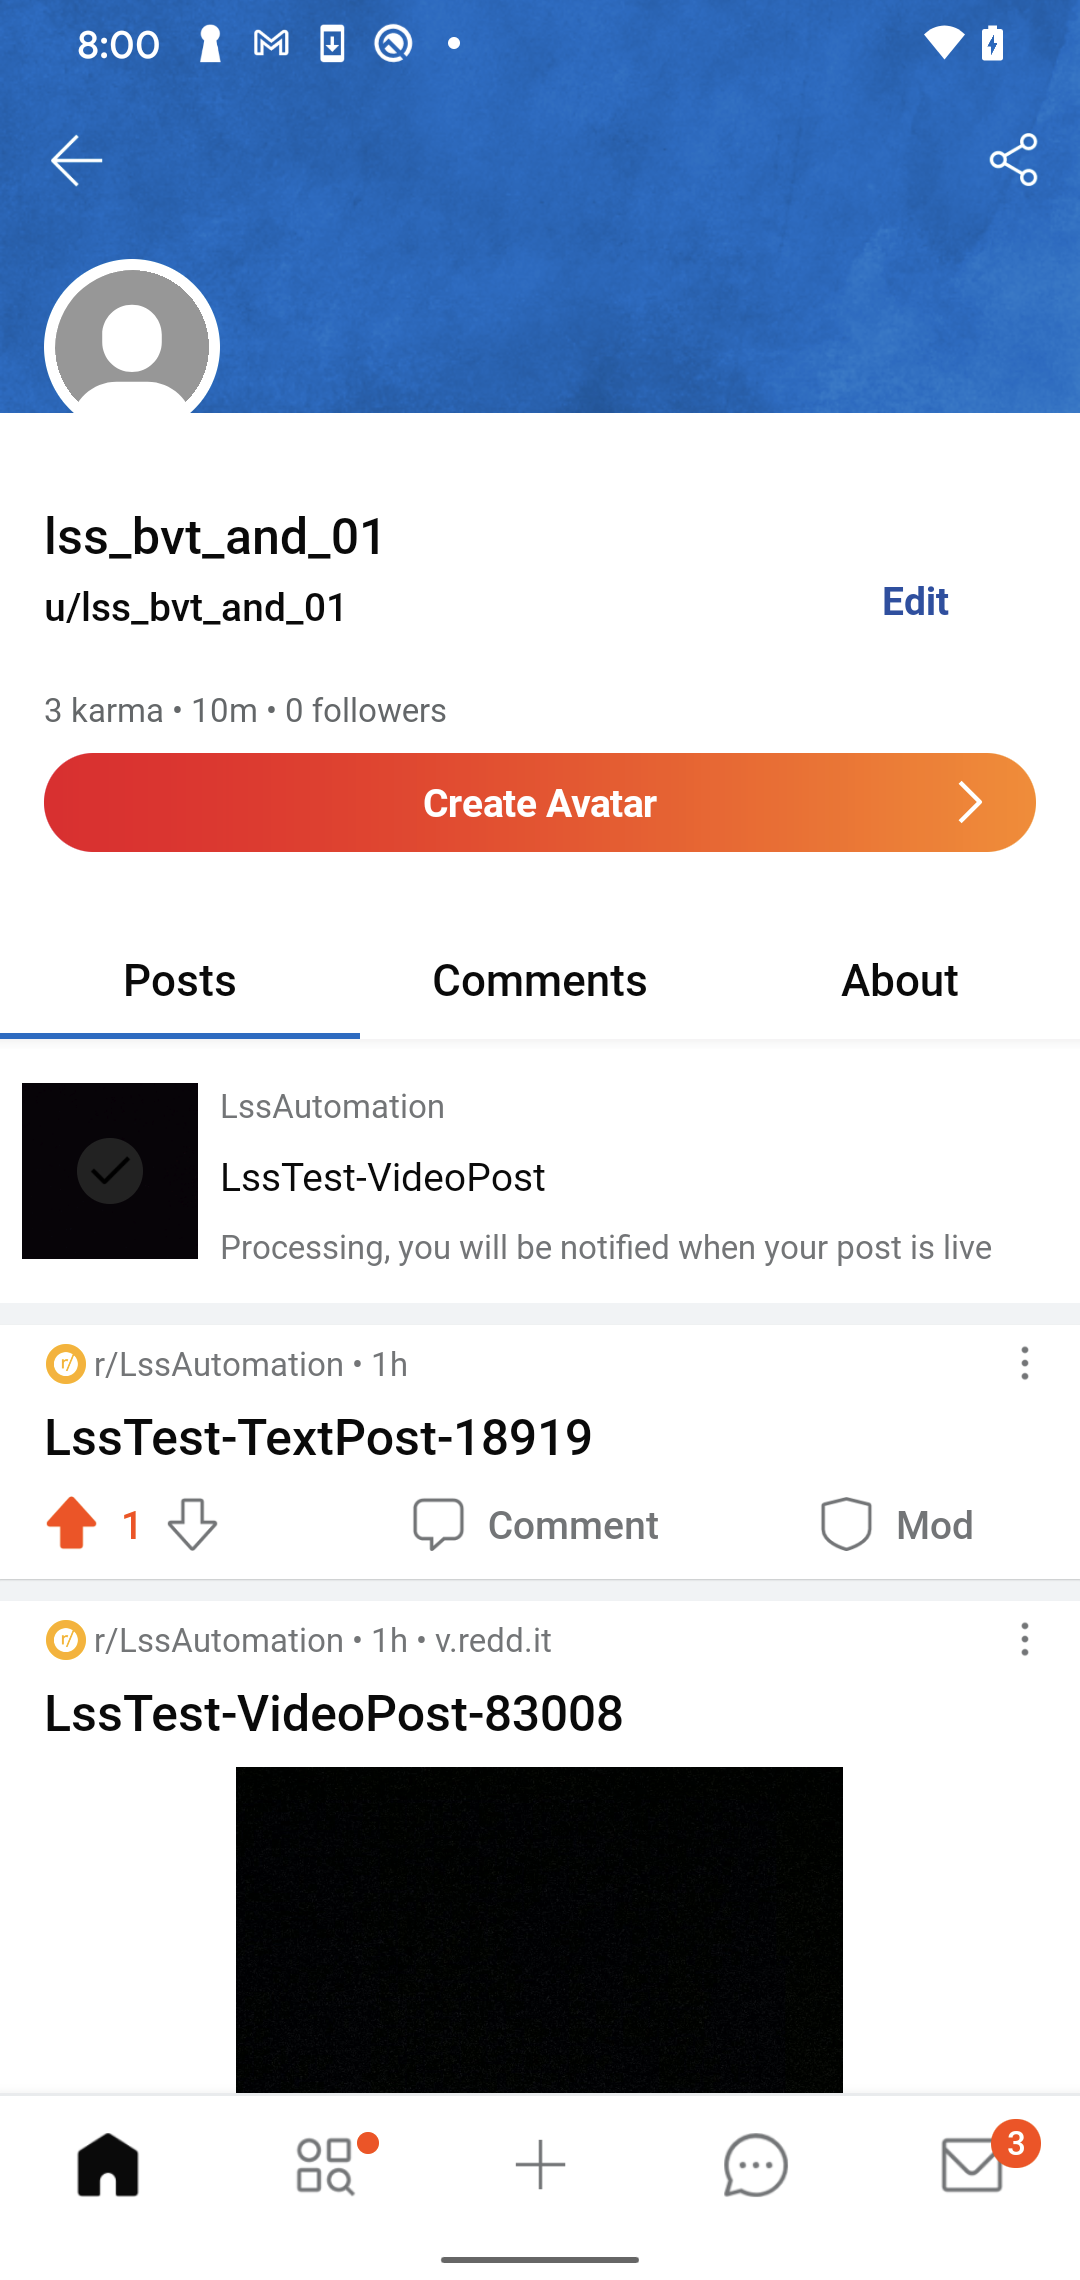 8:00
lss_bvt_and_01
u/lss_bvt_and_01
Edit
3 karma • 10m • 0 followers
Create Avatar
Posts
Comments
About
LssAutomation
LssTest-VideoPost
Processing, you will be notified when your post is live
r/ r/LssAutomation • 1h
LssTest-TextPost-18919
1
Comment
Mod
r/ r/LssAutomation • 1h • v.redd.it
LssTest-VideoPost-83008
3